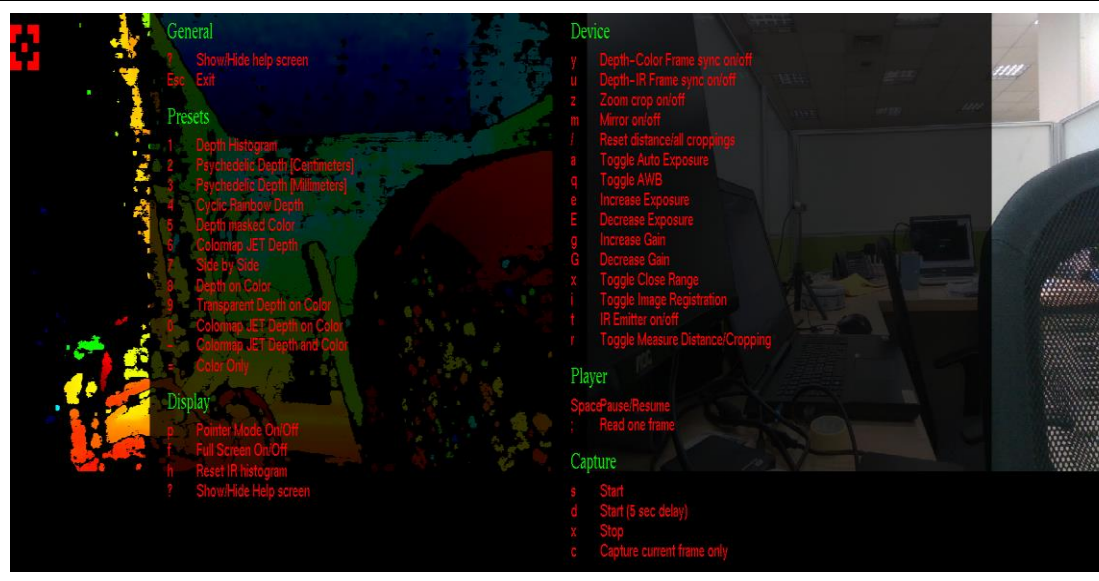 General
? Show/Hide help screen
Esc Exit
Presets
1 Depth Histogram
2 Psychedelic Depth [Centimeters]
3 Psychedelic Depth [Millimeters]
4 Cyclic Rainbow Depth
5 Depth masked Color
6 Colormap JET Depth
7 Side by Side
8 Depth on Color
9 Transparent Depth on Color
0 Colormap JET Depth on Color
- Colormap JET Depth and Color
= Color Only
Display
p Pointer Mode On/Off
f Full Screen On/Off
h Reset IR histogram
? Show/Hide Help screen
Device
y Depth-Color Frame sync on/off
u Depth-IR Frame sync on/off
z Zoom crop on/off
m Mirror on/off
/ Reset distance/all croppings
a Toggle Auto Exposure
q Toggle AWB
e Increase Exposure
E Decrease Exposure
g Increase Gain
G Decrease Gain
x Toggle Close Range
i Toggle Image Registration
t IR Emitter on/off
r Toggle Measure Distance/Cropping
Player
SpacePause/Resume
; Read one frame
Capture
s Start
d Start (5 sec delay)
x Stop
c Capture current frame only